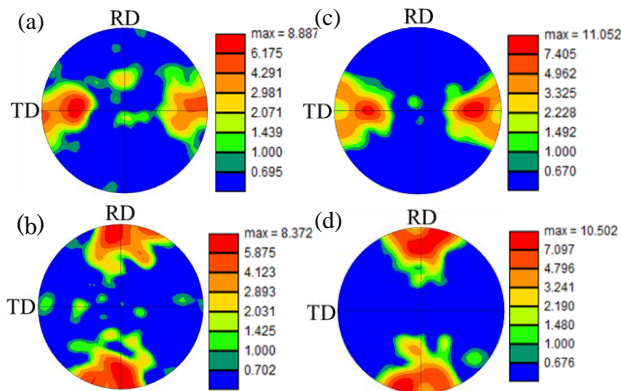 (a)
RD
TD
max = 8.887
6.175
4.291
2.981
2.071
1.439
1.000
0.695
(c)
RD
TD
max = 11.052
7.405
4.962
3.325
2.228
1.492
1.000
0.670
(b)
RD
TD
max = 8.372
5.875
4.123
2.893
2.031
1.425
1.000
0.702
(d)
RD
TD
max = 10.502
7.097
4.796
3.241
2.190
1.480
1.000
0.676